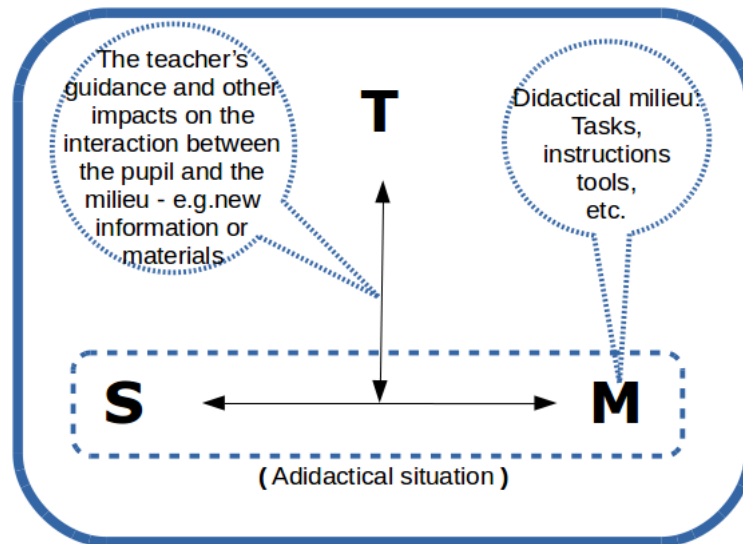 The teacher's
guidance and other
impacts on the
interaction between
the pupil and the
milieu - e.g.new
information or
materials
T
Didactical milieu:
Tasks,
instructions
tools,
etc.
S
M
( Adidactical situation )